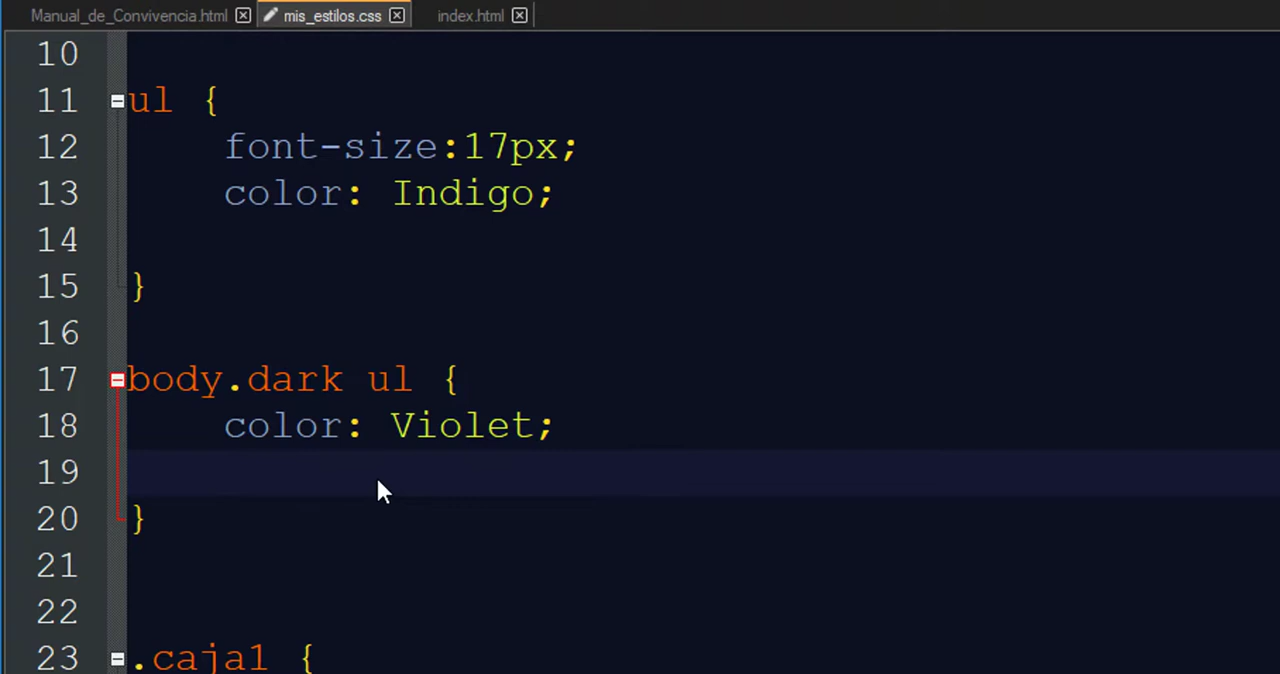 Manual_de_Convivencia.html mis_estilos.css index.html
10
11 ul {
12 font-size:17px;
13 color: Indigo;
14
15 }
16
17 body.dark ul {
18 color: Violet;
19
20 }
21
22
23 .caja1 {